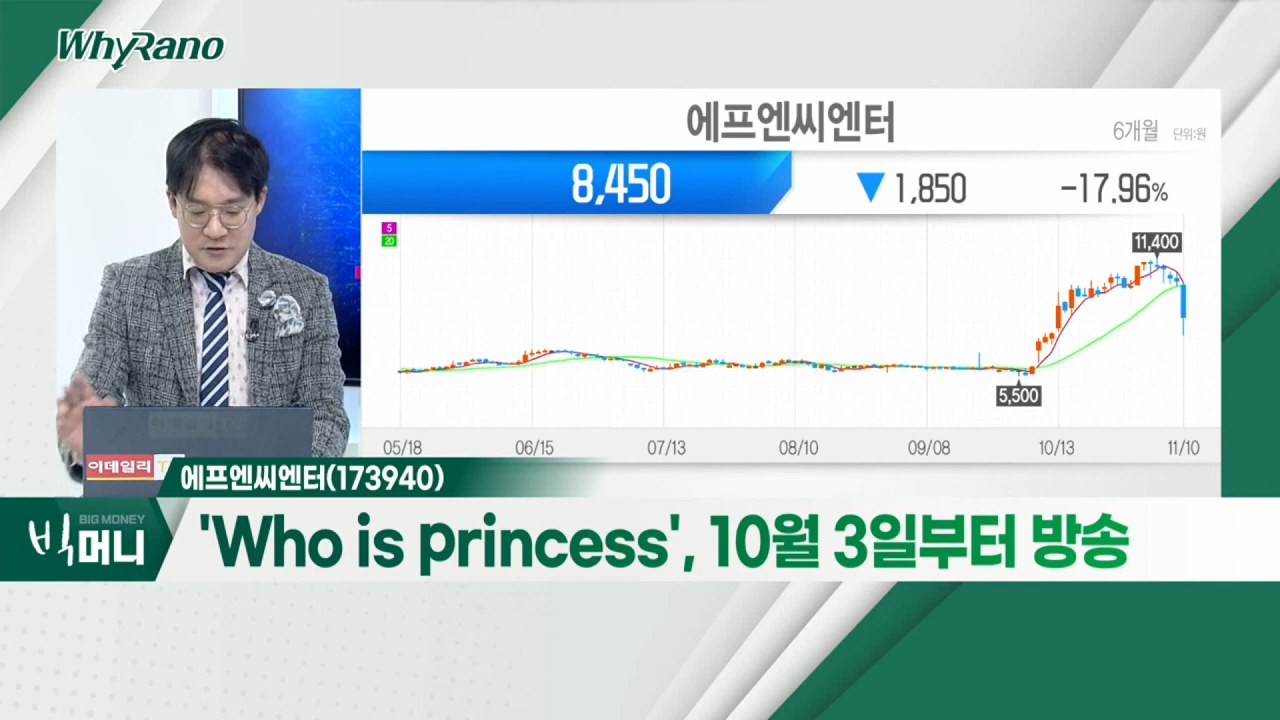 WhyRano
에프엔씨엔터
6개월 단위:원
8,450 ▼ 1,850 -17.96%
5
20
11,400
5,500
05/18 06/15 07/13 08/10 09/08 10/13 11/10
이데일리 T
에프엔씨엔터(173940)
빅머니 BIG MONEY
'Who is princess', 10월 3일부터 방송